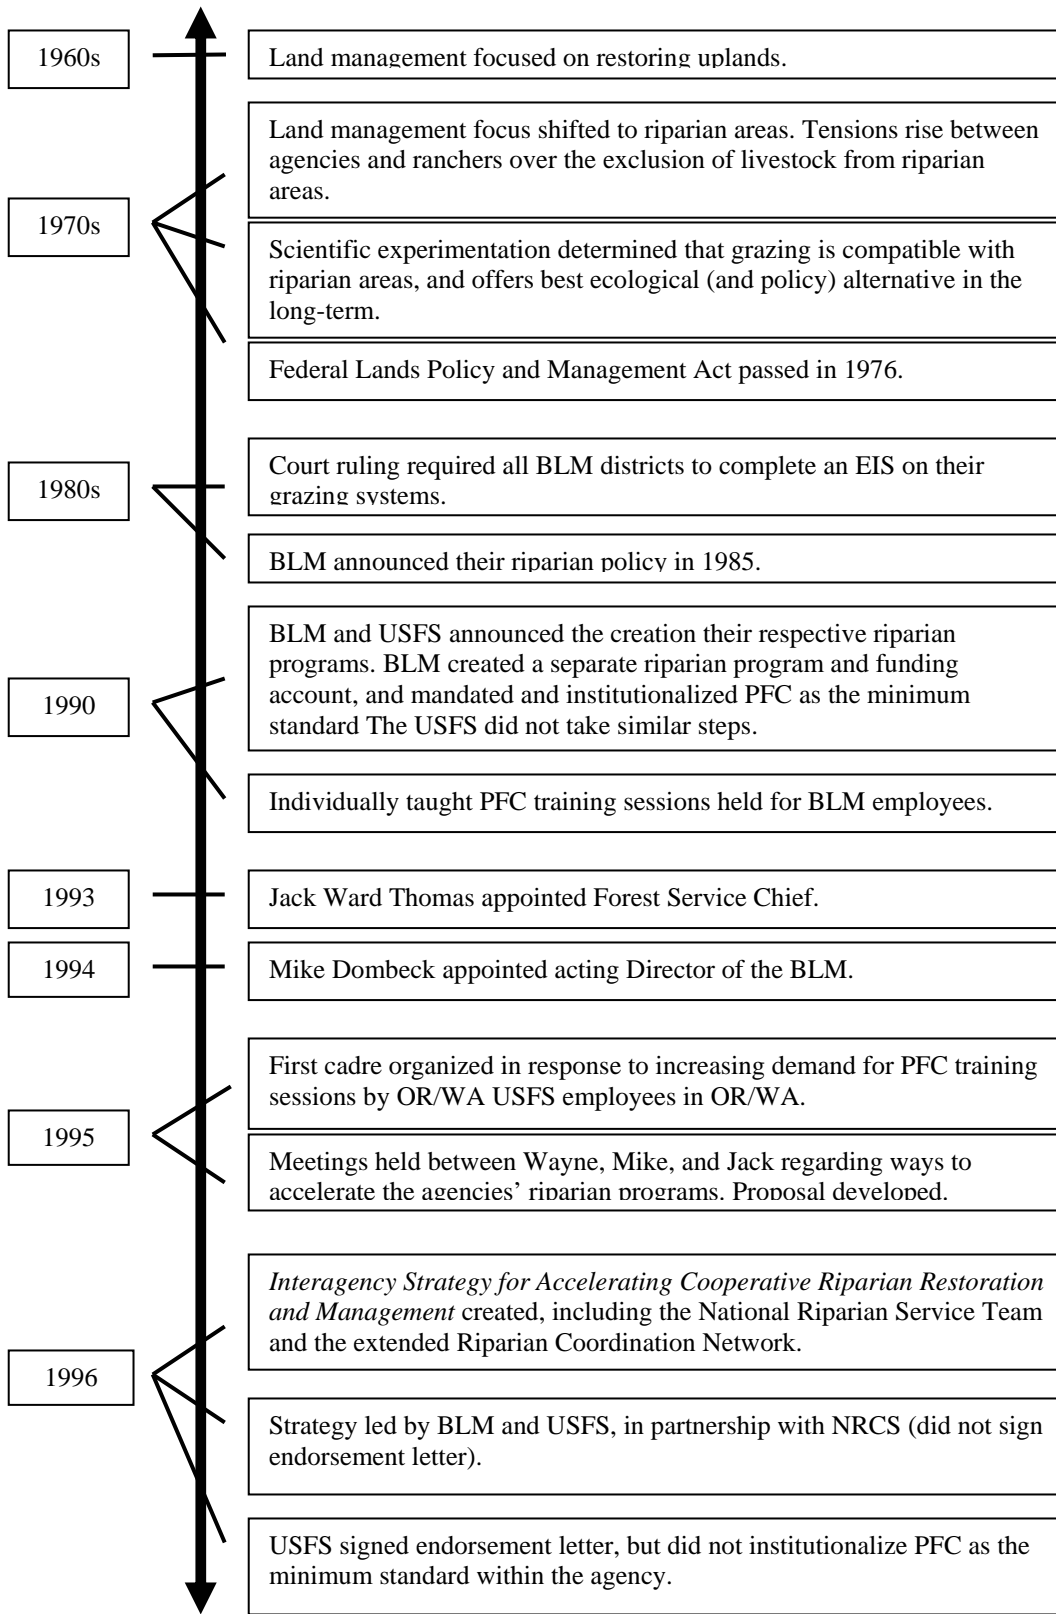 1960s
Land management focused on restoring uplands.
1970s
Land management focus shifted to riparian areas. Tensions rise between
agencies and ranchers over the exclusion of livestock from riparian
areas.
Scientific experimentation determined that grazing is compatible with
riparian areas, and offers best ecological (and policy) alternative in the
long-term.
Federal Lands Policy and Management Act passed in 1976.
1980s
Court ruling required all BLM districts to complete an EIS on their
grazing systems.
BLM announced their riparian policy in 1985.
1990
BLM and USFS announced the creation their respective riparian
programs. BLM created a separate riparian program and funding
account, and mandated and institutionalized PFC as the minimum
standard The USFS did not take similar steps.
Individually taught PFC training sessions held for BLM employees.
1993
Jack Ward Thomas appointed Forest Service Chief.
1994
Mike Dombeck appointed acting Director of the BLM.
1995
First cadre organized in response to increasing demand for PFC training
sessions by OR/WA USFS employees in OR/WA.
Meetings held between Wayne, Mike, and Jack regarding ways to
accelerate the agencies’ riparian programs. Proposal developed.
1996
Interagency Strategy for Accelerating Cooperative Riparian Restoration
and Management created, including the National Riparian Service Team
and the extended Riparian Coordination Network.
Strategy led by BLM and USFS, in partnership with NRCS (did not sign
endorsement letter).
USFS signed endorsement letter, but did not institutionalize PFC as the
minimum standard within the agency.